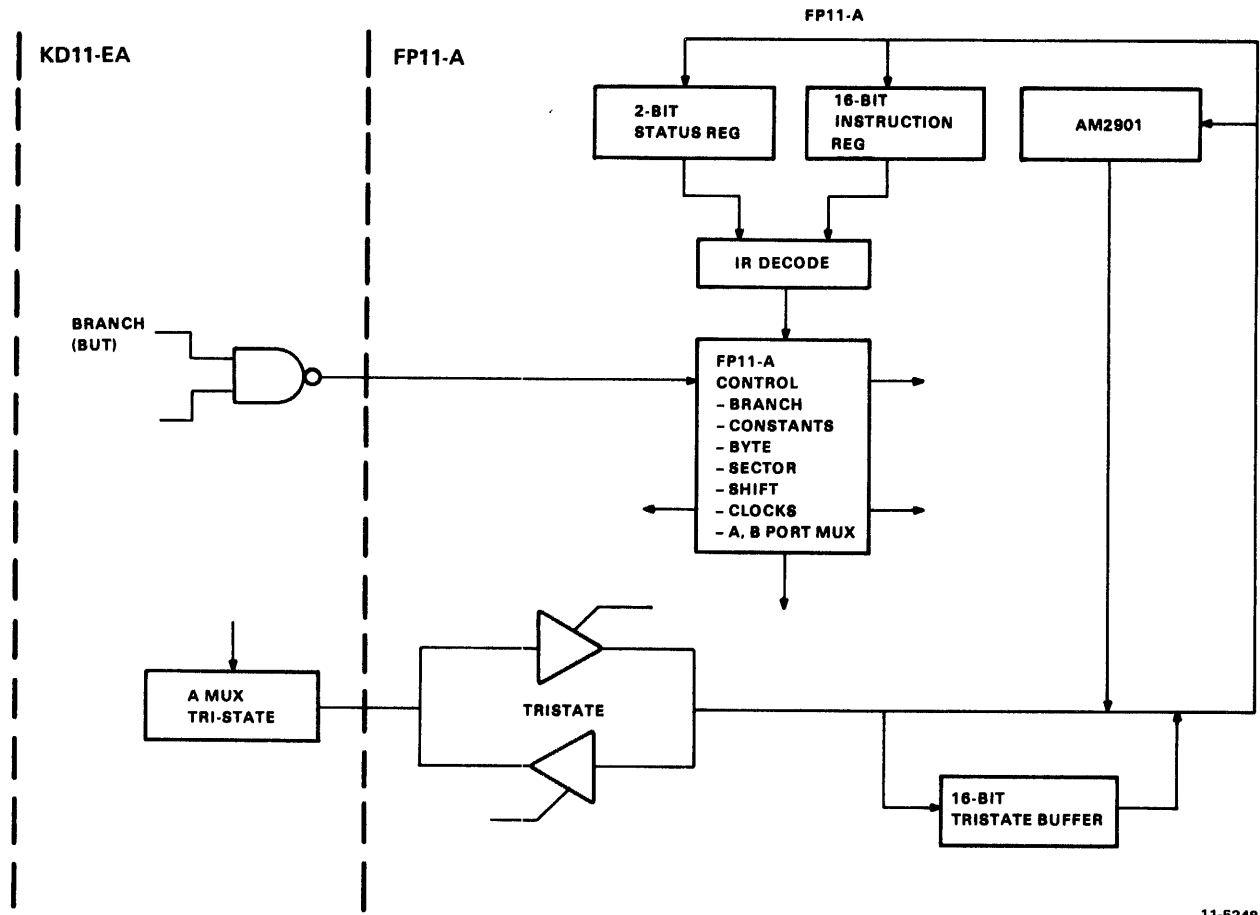 FP11-A
KD11-EA
FP11-A
2-BIT
STATUS REG
16-BIT
INSTRUCTION
REG
AM2901
IR DECODE
BRANCH
(BUT)
FP11-A
CONTROL
– BRANCH
– CONSTANTS
– BYTE
– SECTOR
– SHIFT
– CLOCKS
– A, B PORT MUX
A MUX
TRI-STATE
TRISTATE
16-BIT
TRISTATE BUFFER
11-5248